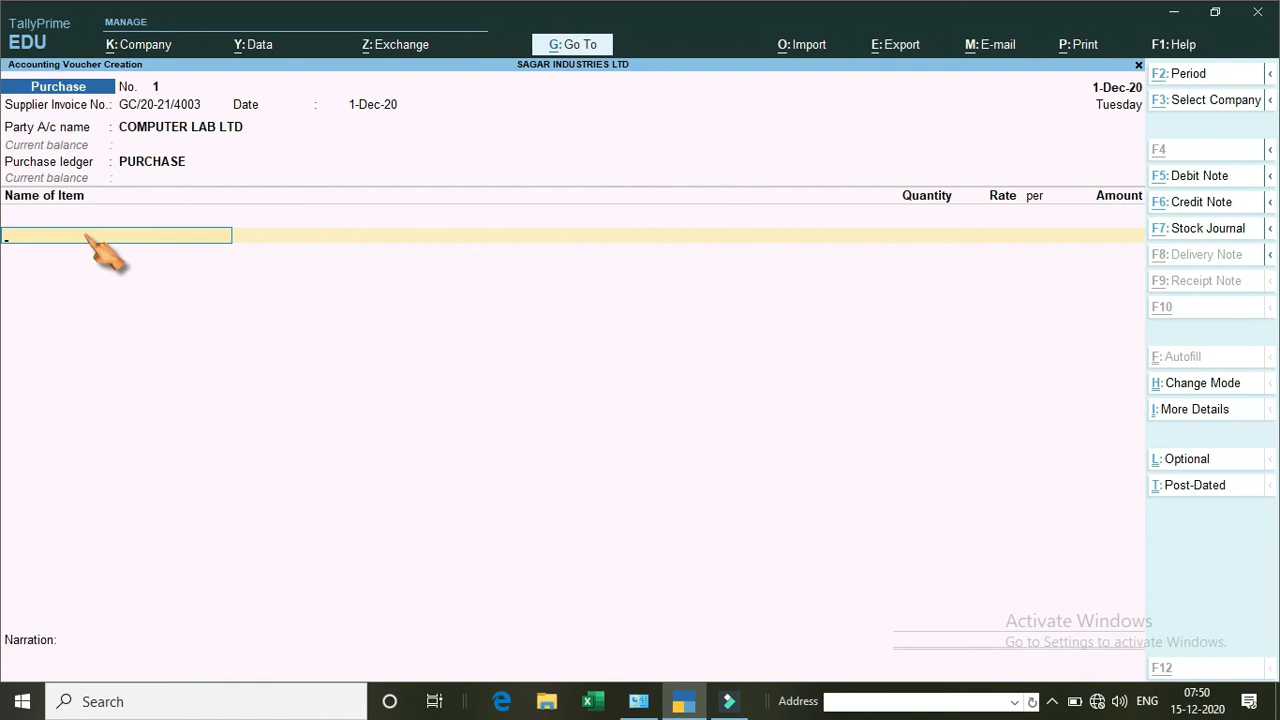 TallyPrime
EDU
MANAGE
K: Company
Y: Data
Z: Exchange
G: Go To
O: Import
E: Export
M: E-mail
P: Print
F1: Help
Accounting Voucher Creation
SAGAR INDUSTRIES LTD
Purchase No. 1
1-Dec-20
Supplier Invoice No.: GC/20-21/4003 Date : 1-Dec-20
Tuesday
Party A/c name : COMPUTER LAB LTD
Current balance :
Purchase ledger : PURCHASE
Current balance :
Name of Item Quantity Rate per Amount
Narration:
F2: Period
F3: Select Company
F4
F5: Debit Note
F6: Credit Note
F7: Stock Journal
F8: Delivery Note
F9: Receipt Note
F10
F: Autofill
H: Change Mode
I: More Details
L: Optional
T: Post-Dated
Activate Windows
Go to Settings to activate Windows.
F12
Search
Address
ENG
07:50
15-12-2020